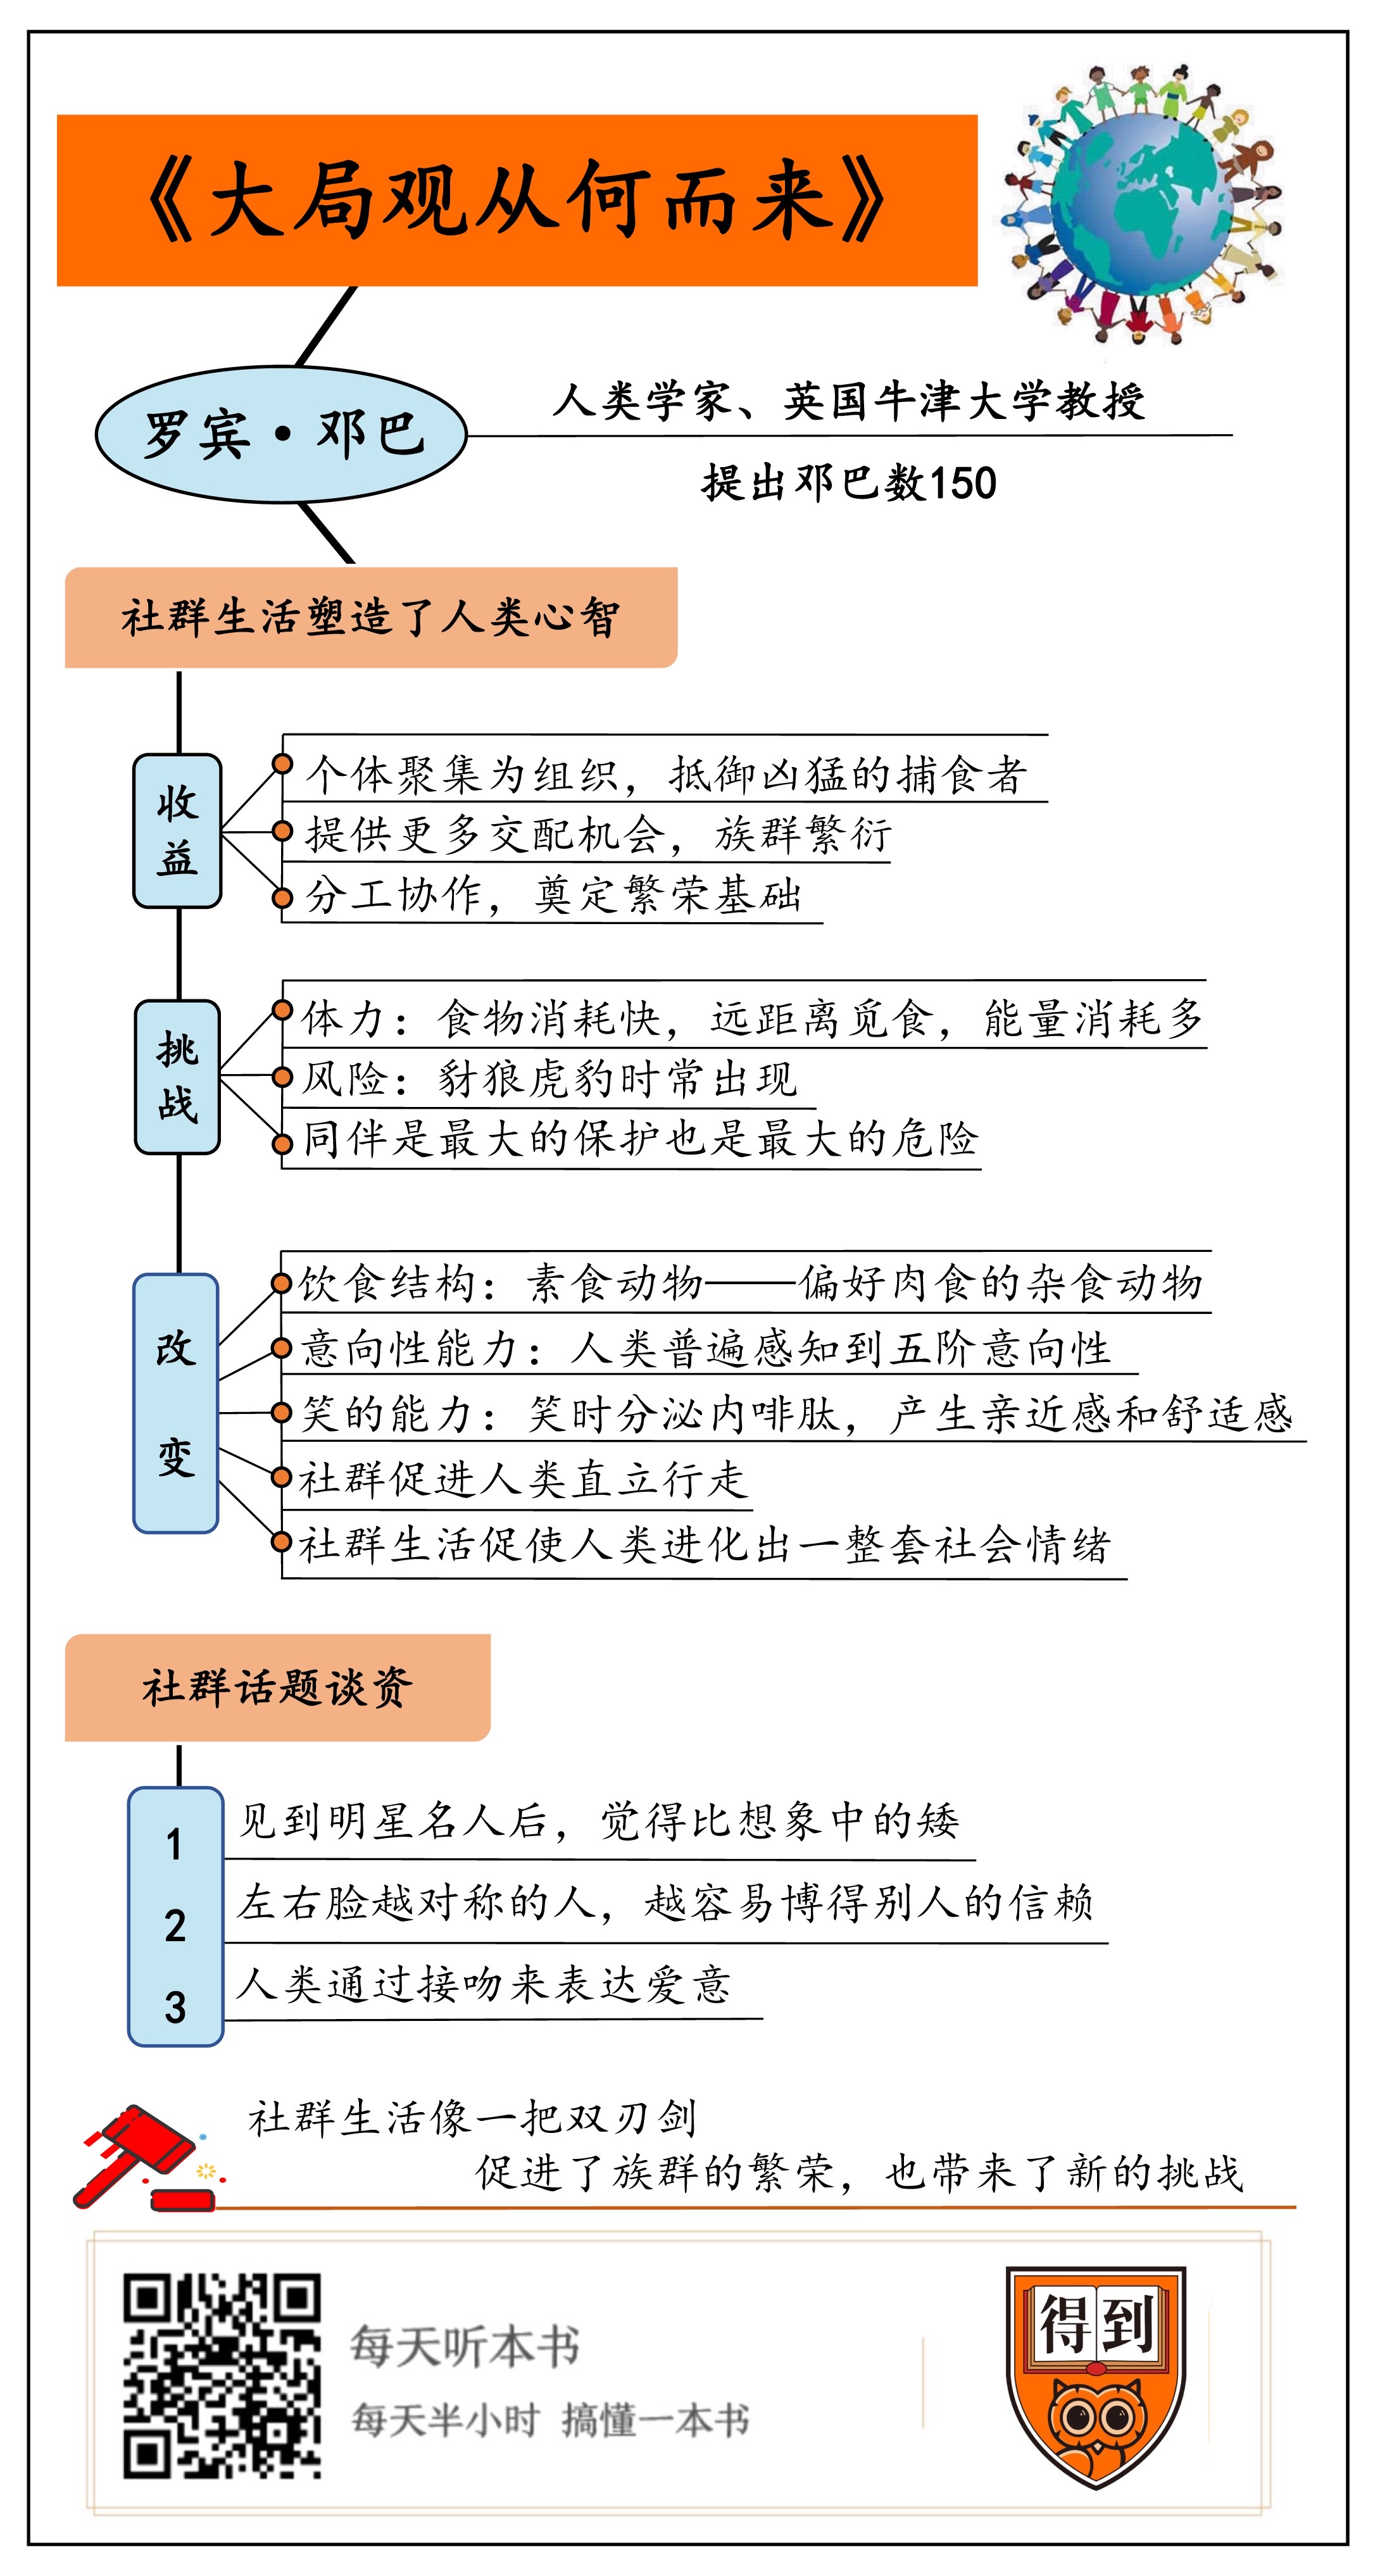 《大局观从何而来》
罗宾·邓巴
人类学家、英国牛津大学教授
提出邓巴数150
社群生活塑造了人类心智
收益
个体聚集为组织，抵御凶猛的捕食者
提供更多交配机会，族群繁衍
分工协作，奠定繁荣基础
挑战
体力：食物消耗快，远距离觅食，能量消耗多
风险：豺狼虎豹时常出现
同伴是最大的保护也是最大的危险
改变
饮食结构：素食动物——偏好肉食的杂食动物
意向性能力：人类普遍感知到五阶意向性
笑的能力：笑时分泌内啡肽，产生亲近感和舒适感
社群促进人类直立行走
社群生活促使人类进化出一整套社会情绪
社群话题谈资
1 见到明星名人后，觉得比想象中的矮
2 左右脸越对称的人，越容易博得别人的信赖
3 人类通过接吻来表达爱意
社群生活像一把双刃剑
促进了族群的繁荣，也带来了新的挑战
每天听本书
每天半小时 搞懂一本书
得到